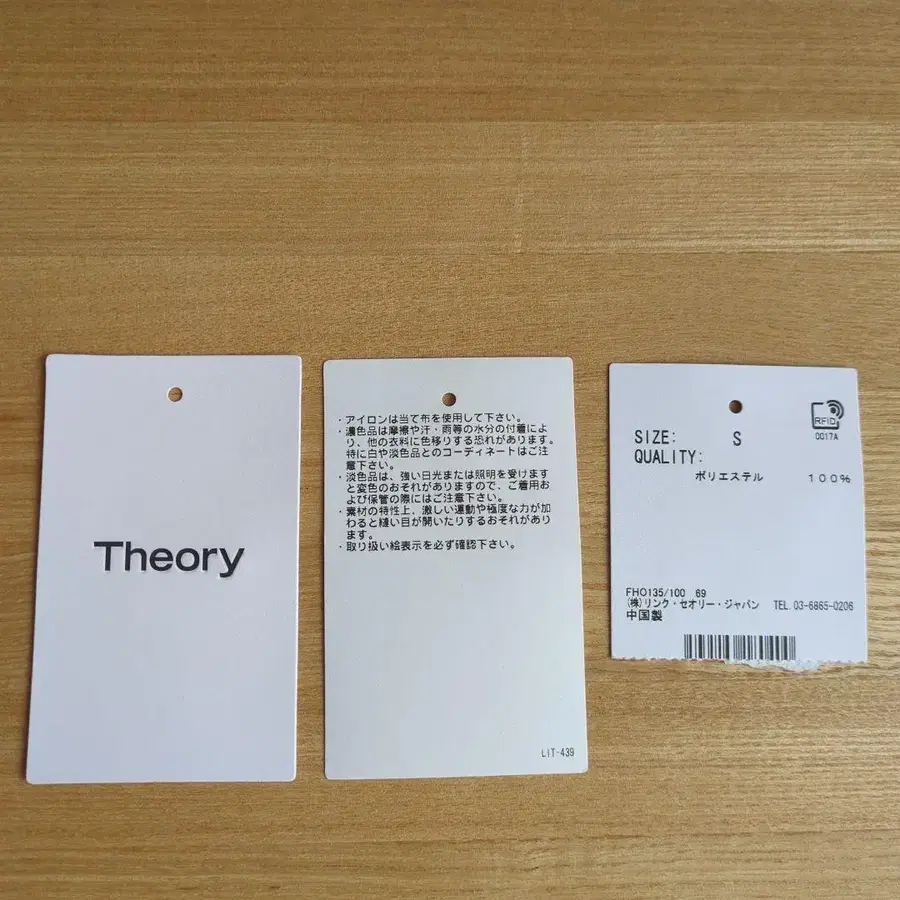 Theory
・アイロンは当て布を使用して下さい。
・濃色品は摩擦や汗・雨等の水分の付着によ
り、他の衣料に色移りする恐れがあります。
特に白や淡色品とのコーディネートはご注
意下さい。
・淡色品は、強い日光または照明を受けます
と変色のおそれがありますので、ご着用お
よび保管の際にはご注意下さい。
・素材の特性上、激しい運動や極度な力が加
わると縫い目が開いたりするおそれがあり
ます。
・取り扱い絵表示を必ず確認下さい。
LIT-439
RFID
0017A
SIZE: S
QUALITY:
ポリエステル 100%
FHO135/100 69
(株)リンク・セオリー・ジャパン TEL.03-6865-0206
中国製